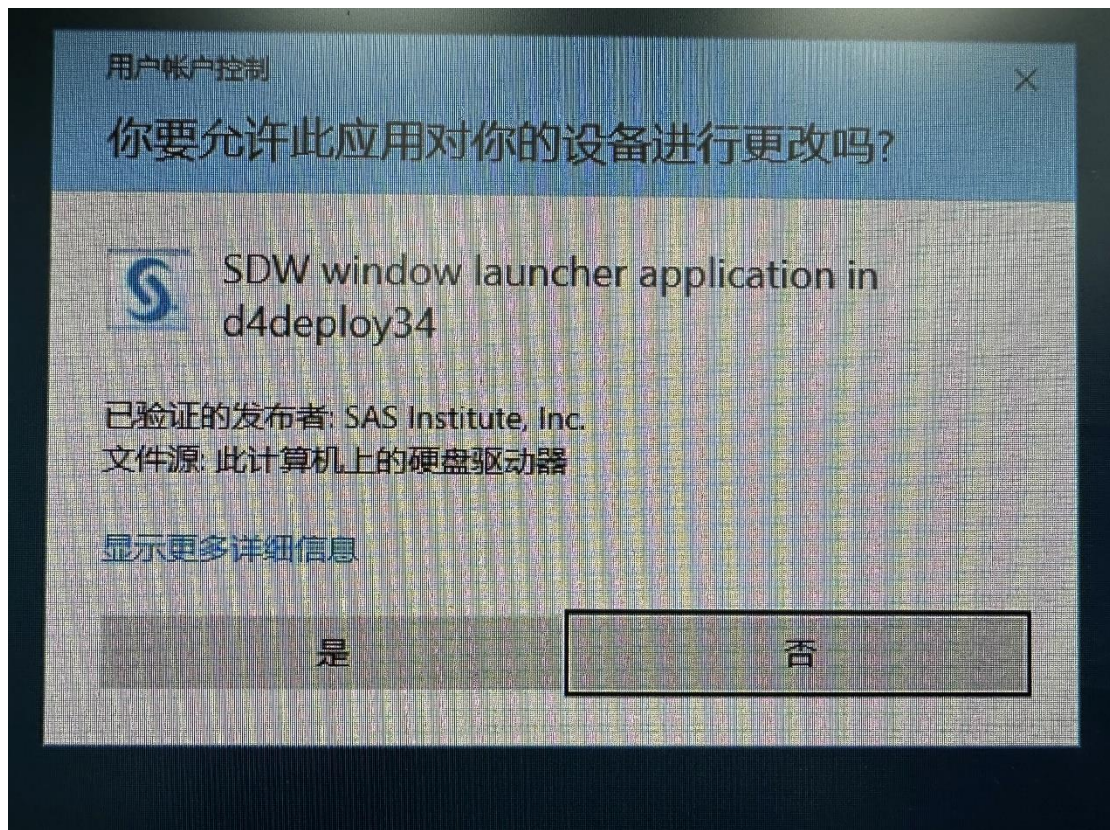 用户帐户控制
你要允许此应用对你的设备进行更改吗?
SDW window launcher application in
d4deploy34
已验证的发布者: SAS Institute, Inc.
文件源: 此计算机上的硬盘驱动器
显示更多详细信息
是
否